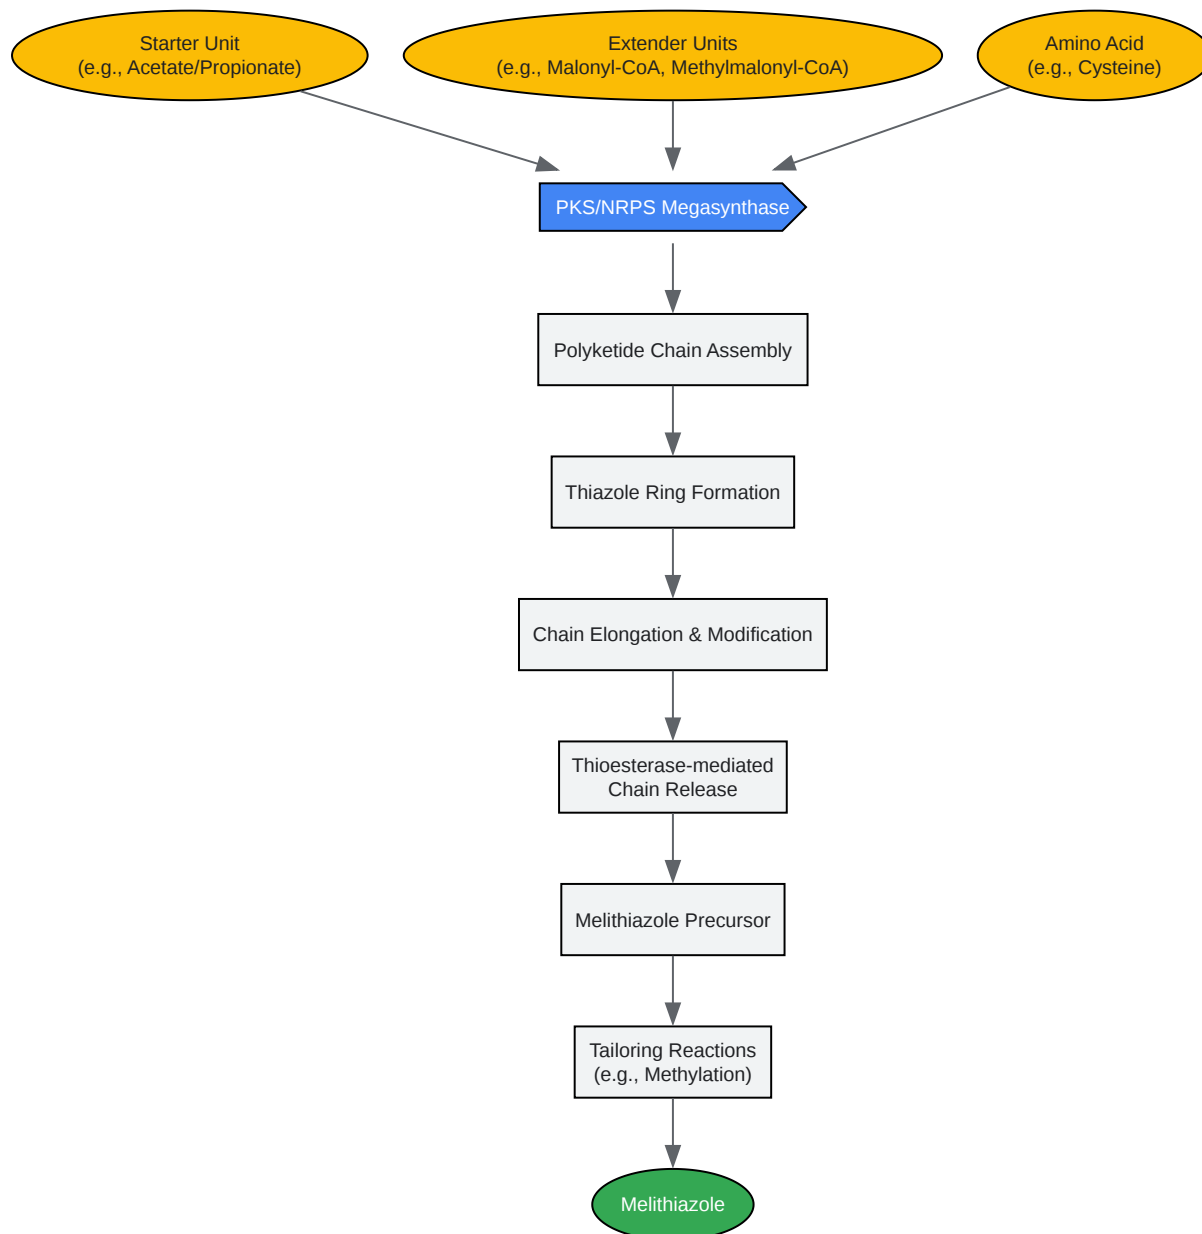 Starter Unit
(e.g., Acetate/Propionate)
Extender Units
(e.g., Malonyl-CoA, Methylmalonyl-CoA)
Amino Acid
(e.g., Cysteine)
PKS/NRPS Megasynthase
Polyketide Chain Assembly
Thiazole Ring Formation
Chain Elongation & Modification
Thioesterase-mediated
Chain Release
Melithiazole Precursor
Tailoring Reactions
(e.g., Methylation)
Melithiazole